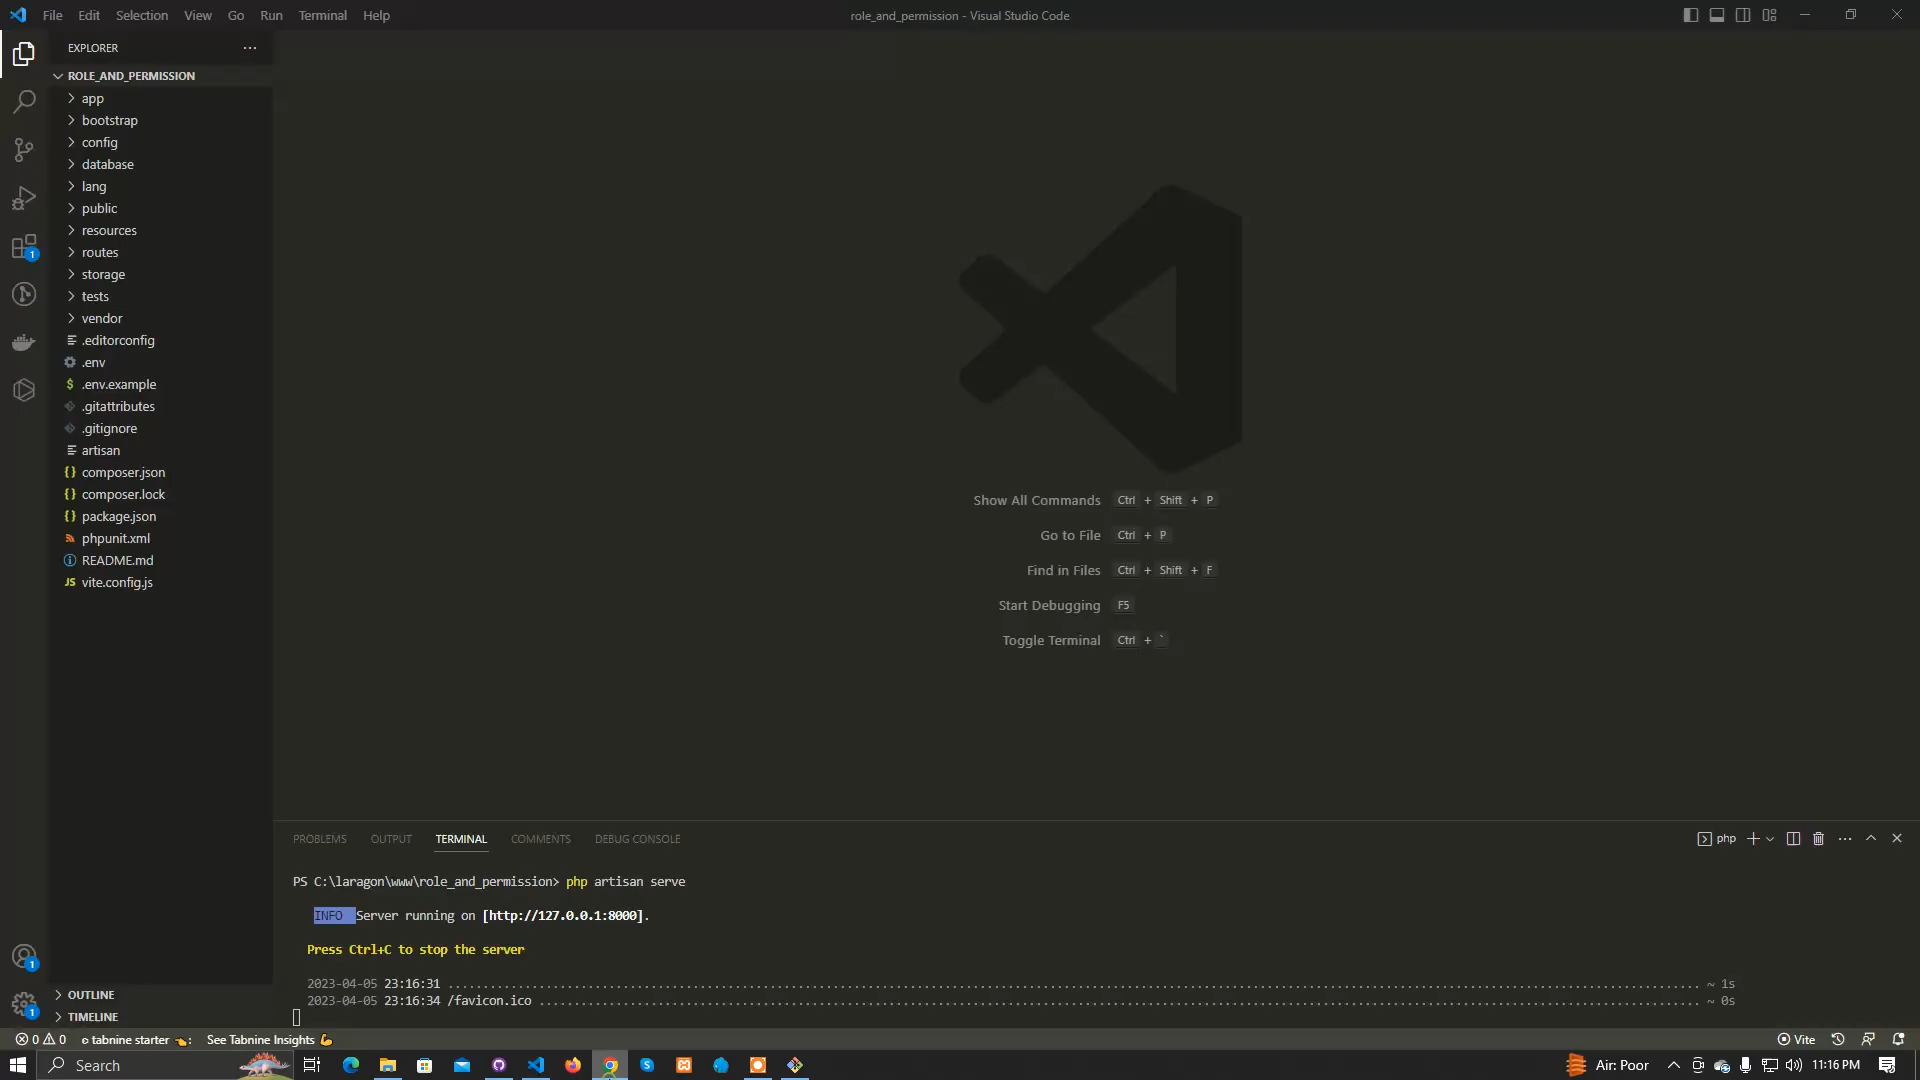 File Edit Selection View Go Run Terminal Help
role_and_permission - Visual Studio Code
EXPLORER
ROLE_AND_PERMISSION
app
bootstrap
config
database
lang
public
resources
routes
storage
tests
vendor
.editorconfig
.env
.env.example
.gitattributes
.gitignore
artisan
composer.json
composer.lock
package.json
phpunit.xml
README.md
vite.config.js
OUTLINE
TIMELINE
Show All Commands Ctrl + Shift + P
Go to File Ctrl + P
Find in Files Ctrl + Shift + F
Start Debugging F5
Toggle Terminal Ctrl + `
PROBLEMS OUTPUT TERMINAL COMMENTS DEBUG CONSOLE
php
PS C:\laragon\www\role_and_permission> php artisan serve
INFO Server running on [http://127.0.0.1:8000].
Press Ctrl+C to stop the server
2023-04-05 23:16:31 ........................................ ~ 1s
2023-04-05 23:16:34 /favicon.ico ........................................ ~ 0s
1
1
1
0 0 tabnine starter See Tabnine Insights
Vite
Search
Air: Poor
11:16 PM